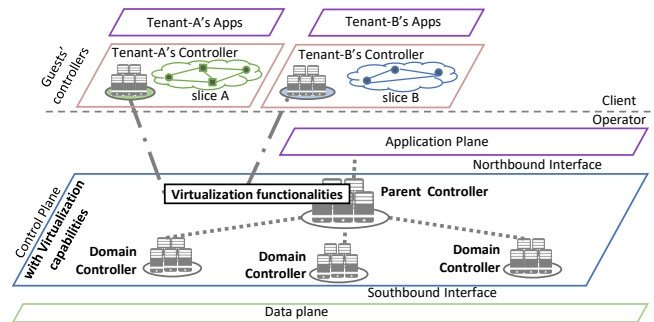 Tenant-A's Apps
Tenant-B's Apps
Guests'
controllers
Tenant-A's Controller
Tenant-B's Controller
slice A
slice B
Client
Operator
Application Plane
Northbound Interface
Control Plane
with Virtualization
capabilities
Virtualization functionalities
Parent Controller
Domain
Controller
Domain
Controller
Domain
Controller
Southbound Interface
Data plane